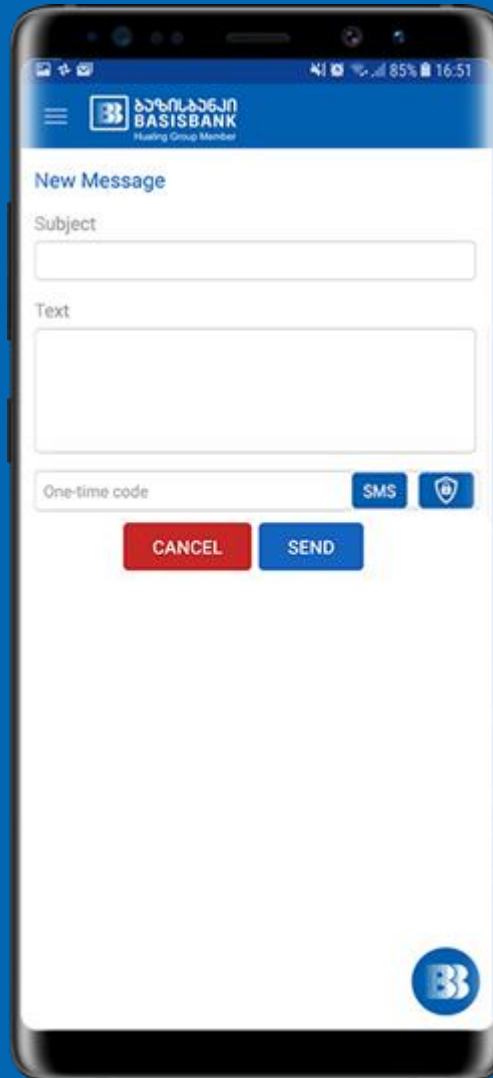 85% 16:51
ბაზისბანკი
BASISBANK
Hualing Group Member
New Message
Subject
Text
One-time code
SMS
CANCEL
SEND